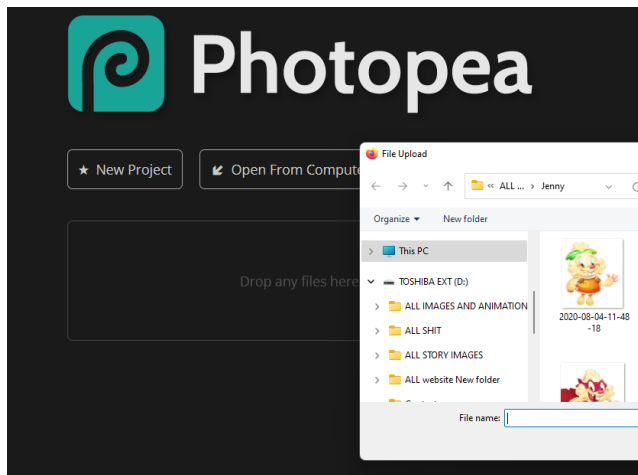 Photopea
★ New Project
Open From Compute
File Upload
« ALL ... > Jenny
Organize
New folder
This PC
TOSHIBA EXT (D:)
ALL IMAGES AND ANIMATION
ALL SHIT
ALL STORY IMAGES
ALL website New folder
2020-08-04-11-48
-18
Drop any files here
File name: